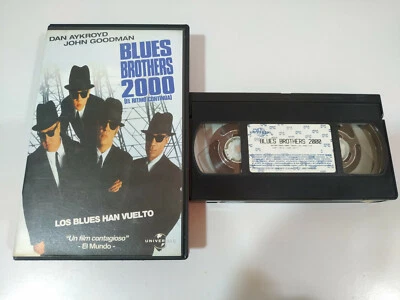 DAN AYKROYD
JOHN GOODMAN
BLUES
BROTHERS
2000
(EL RITMO CONTINÚA)
LOS BLUES HAN VUELTO
"Un film contagioso"
- El Mundo -
UNIVERSAL
BLUES BROTHERS 2000